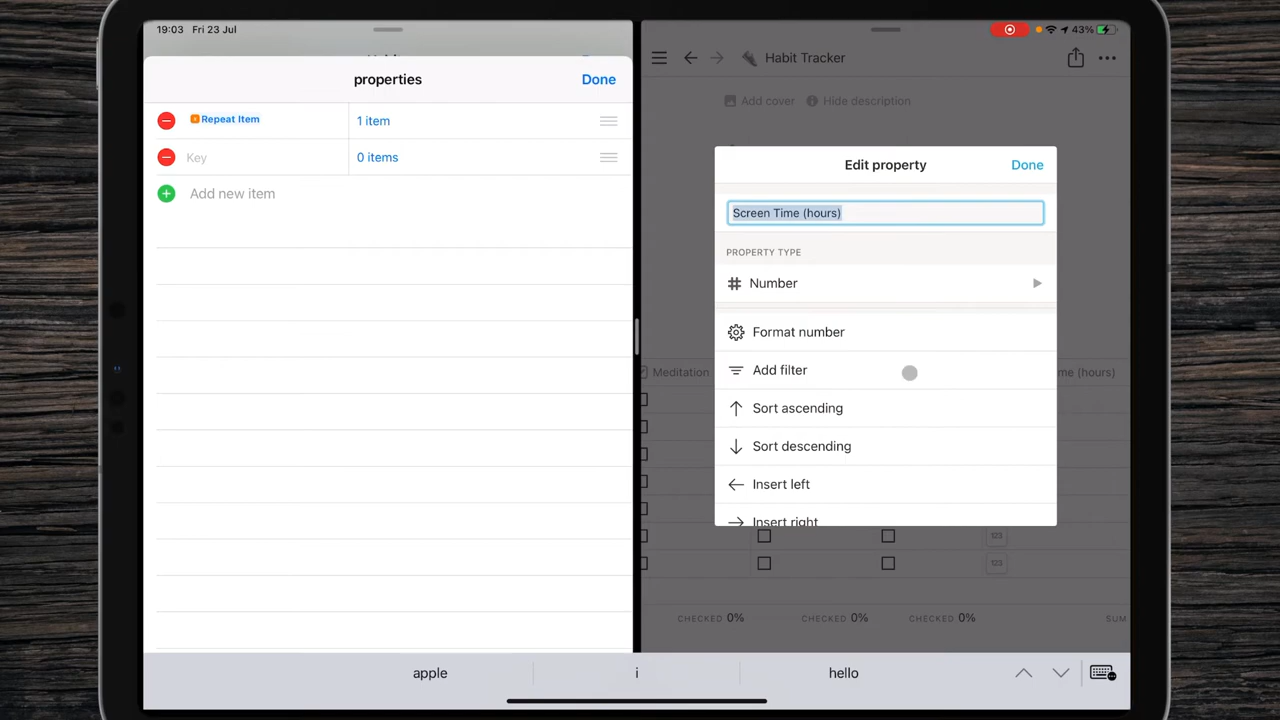 19:03 Fri 23 Jul
43%
properties
Done
Repeat Item
1 item
Key
0 items
Add new item
Habit Tracker
Add cover
Hide description
Edit property
Done
Screen Time (hours)
PROPERTY TYPE
Number
Format number
Add filter
Sort ascending
Sort descending
Insert left
Insert right
Meditation
me (hours)
123
123
CHECKED 0%
CHECKED 0%
CHECKED 0%
SUM
apple
i
hello